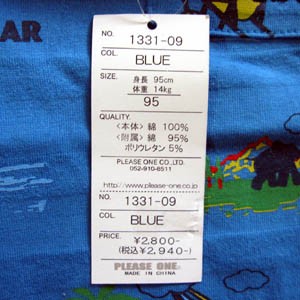 AR
NO. 1331-09
COL. BLUE
SIZE. 身長 95cm
体重 14kg
95
QUALITY.
〈本体〉綿 100%
〈附属〉綿 95%
ポリウレタン 5%
PLEASE ONE CO.,LTD.
052-910-6511
http://www.please-one.com
NO. 1331-09
COL. BLUE
PRICE. ¥2,800-
(税込¥2,940-)
PLEASE ONE.
MADE IN CHINA